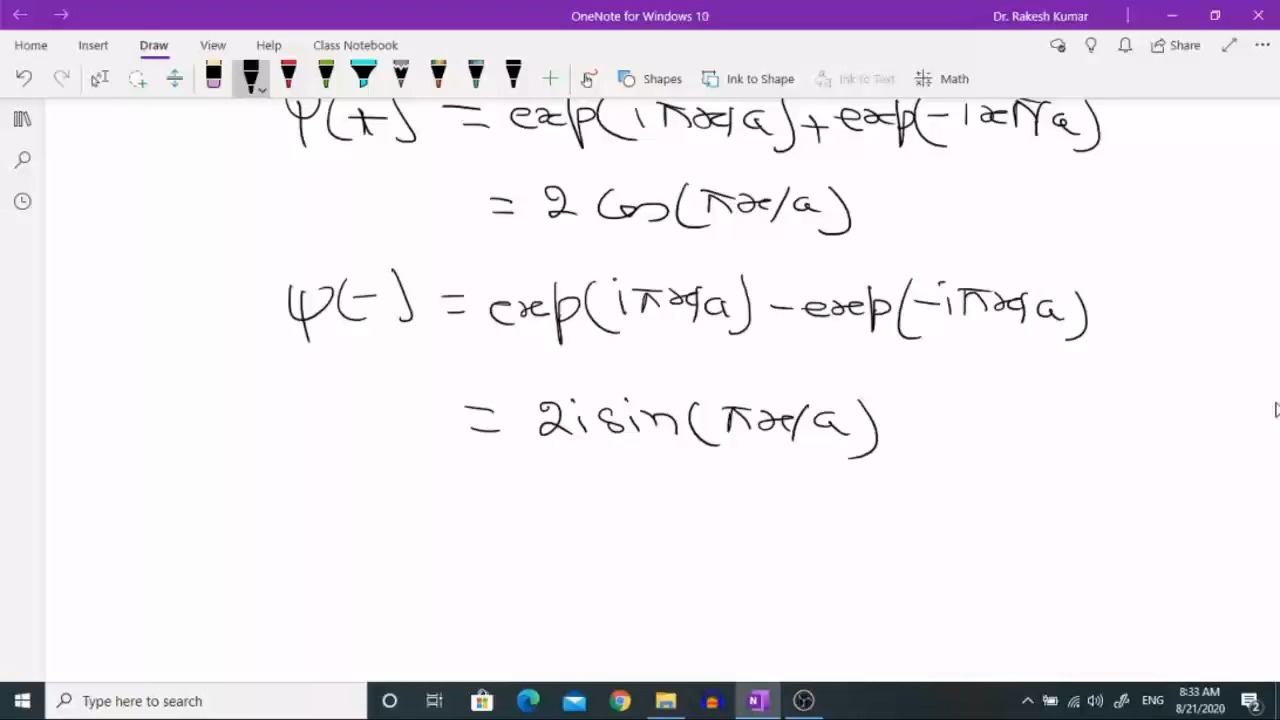 OneNote for Windows 10
Dr. Rakesh Kumar
Home Insert Draw View Help Class Notebook Share
Shapes Ink to Shape Ink to Text Math
ψ(+) = exp(iπx/a) + exp(-ixπ/a)
= 2 cos(πx/a)
ψ(-) = exp(iπx/a) - exp(-iπx/a)
= 2i sin(πx/a)
Type here to search
ENG
8:33 AM
8/21/2020
2